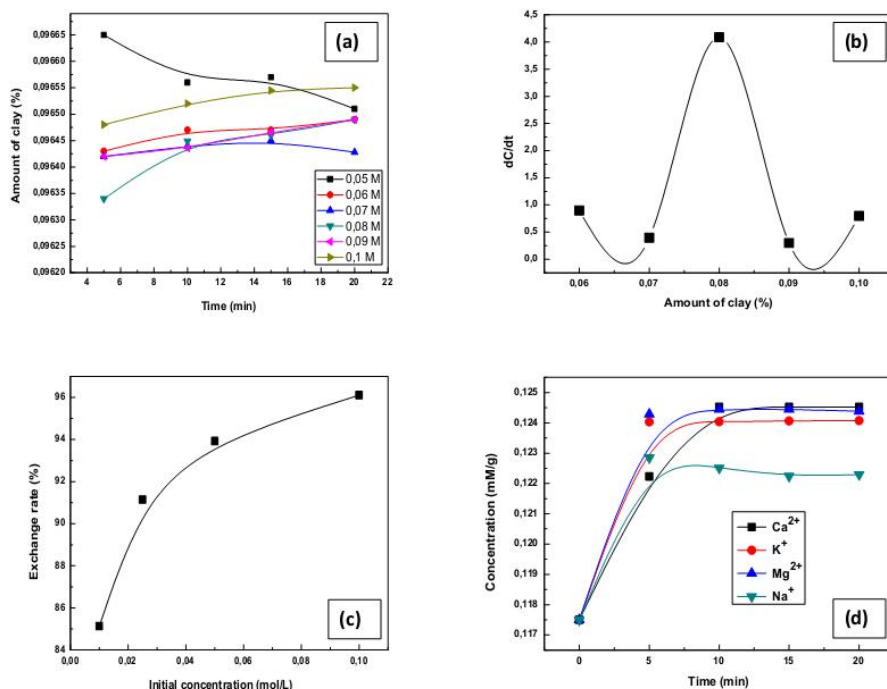 (a)
Amount of clay (%)
0,09665
0,09660
0,09655
0,09650
0,09645
0,09640
0,09635
0,09630
0,09625
0,09620
0,05 M
0,06 M
0,07 M
0,08 M
0,09 M
0,1 M
4 6 8 10 12 14 16 18 20 22
Time (min)
(b)
dC/dt
4,5
4,0
3,5
3,0
2,5
2,0
1,5
1,0
0,5
0,0
0,06 0,07 0,08 0,09 0,10
Amount of clay (%)
(c)
Exchange rate (%)
96
94
92
90
88
86
84
0,00 0,02 0,04 0,06 0,08 0,10
Initial concentration (mol/L)
(d)
Concentration (mM/g)
0,125
0,124
0,123
0,122
0,121
0,120
0,119
0,118
0,117
Ca2+
K+
Mg2+
Na+
0 5 10 15 20
Time (min)